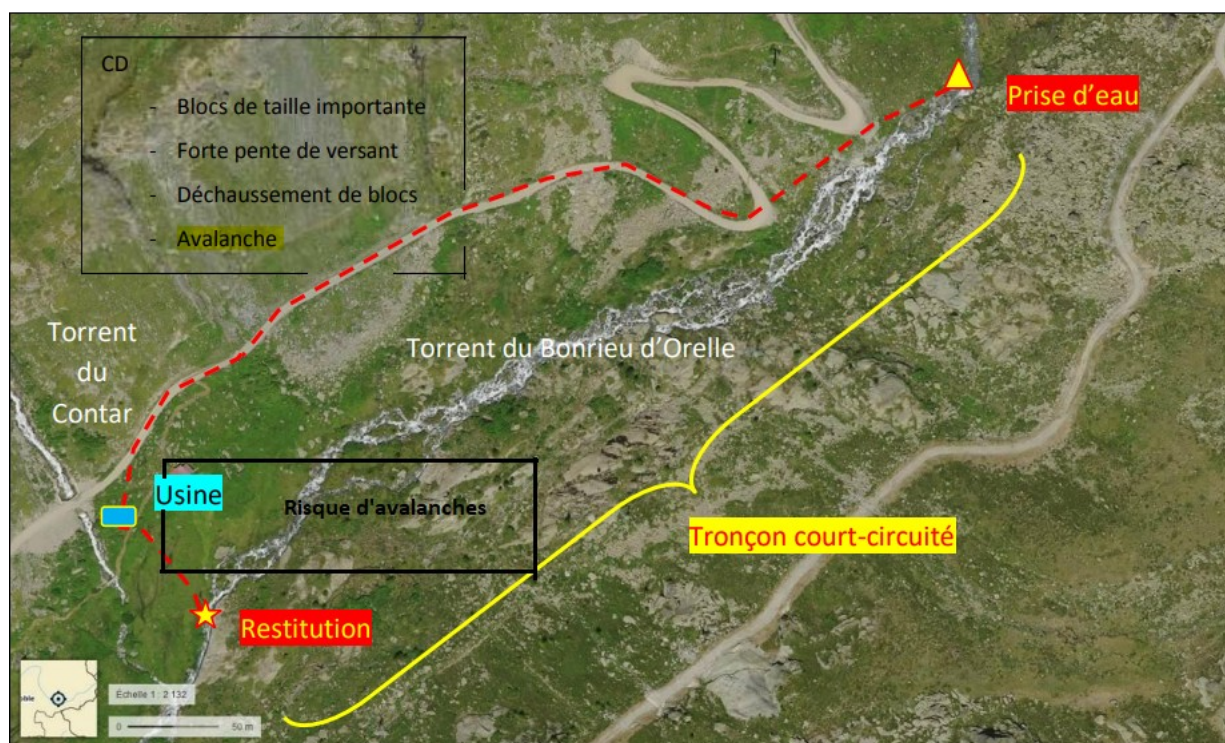 CD
- Blocs de taille importante
- Forte pente de versant
- Déchaussement de blocs
- Avalanche
Prise d'eau
Torrent
du
Contar
Torrent du Bonrieu d'Orelle
Usine
Risque d'avalanches
Tronçon court-circuité
Restitution
Échelle 1 : 2 132
0 50 m